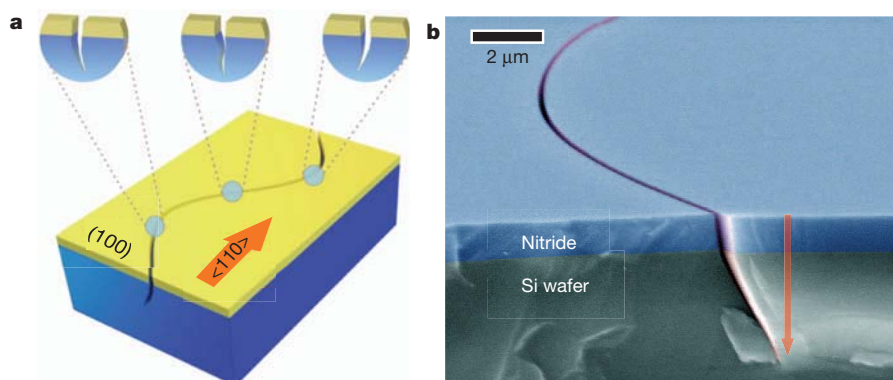 a
(100)
<110>
b
2 μm
Nitride
Si wafer